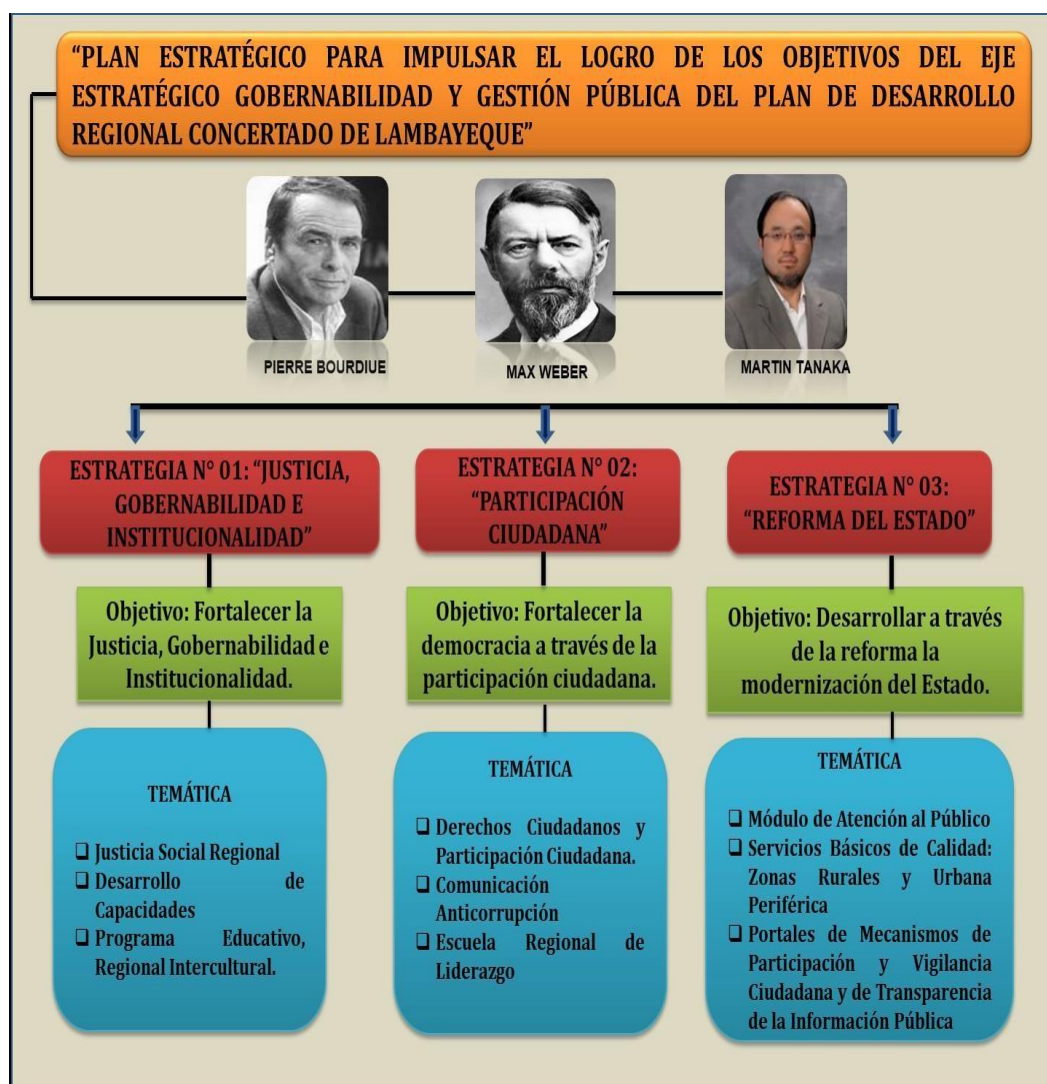 “PLAN ESTRATÉGICO PARA IMPULSAR EL LOGRO DE LOS OBJETIVOS DEL EJE
ESTRATÉGICO GOBERNABILIDAD Y GESTIÓN PÚBLICA DEL PLAN DE DESARROLLO
REGIONAL CONCERTADO DE LAMBAYEQUE”
PIERRE BOURDIUE
MAX WEBER
MARTIN TANAKA
ESTRATEGIA N° 01: “JUSTICIA,
GOBERNABILIDAD E
INSTITUCIONALIDAD”
Objetivo: Fortalecer la
Justicia, Gobernabilidad e
Institucionalidad.
TEMÁTICA
❑ Justicia Social Regional
❑ Desarrollo de
Capacidades
❑ Programa Educativo,
Regional Intercultural.
ESTRATEGIA N° 02:
“PARTICIPACIÓN
CIUDADANA”
Objetivo: Fortalecer la
democracia a través de la
participación ciudadana.
TEMÁTICA
❑ Derechos Ciudadanos y
Participación Ciudadana.
❑ Comunicación
Anticorrupción
❑ Escuela Regional de
Liderazgo
ESTRATEGIA N° 03:
“REFORMA DEL ESTADO”
Objetivo: Desarrollar a través
de la reforma la
modernización del Estado.
TEMÁTICA
❑ Módulo de Atención al Público
❑ Servicios Básicos de Calidad:
Zonas Rurales y Urbana
Periférica
❑ Portales de Mecanismos de
Participación y Vigilancia
Ciudadana y de Transparencia
de la Información Pública